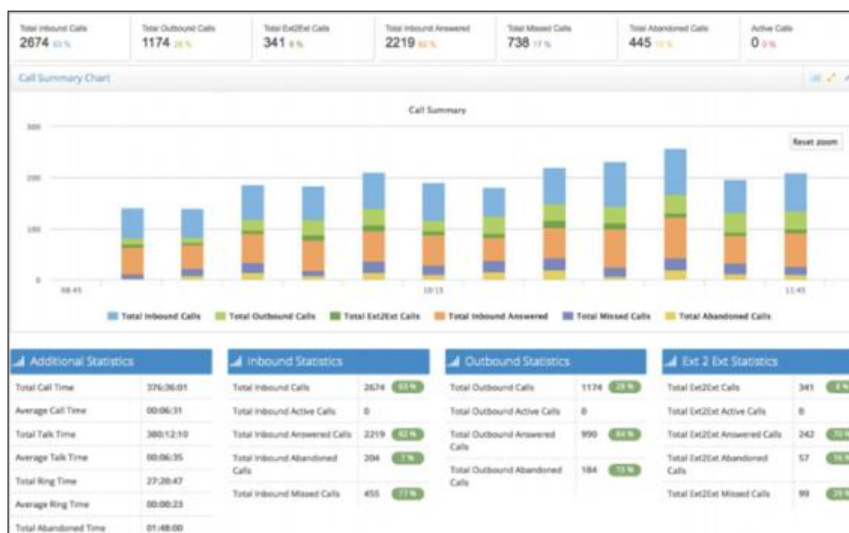 Total Inbound Calls
2674 63 %
Total Outbound Calls
1174 28 %
Total Ext2Ext Calls
341 8 %
Total Inbound Answered
2219 82 %
Total Missed Calls
738 17 %
Total Abandoned Calls
445 10 %
Active Calls
0 0 %
Call Summary Chart
Call Summary
Reset zoom
300
200
100
0
08:45
10:15
11:45
Total Inbound Calls
Total Outbound Calls
Total Ext2Ext Calls
Total Inbound Answered
Total Missed Calls
Total Abandoned Calls
Additional Statistics
Total Call Time 376:36:01
Average Call Time 00:06:31
Total Talk Time 380:12:10
Average Talk Time 00:06:35
Total Ring Time 27:20:47
Average Ring Time 00:00:23
Total Abandoned Time 01:48:00
Inbound Statistics
Total Inbound Calls 2674 63 %
Total Inbound Active Calls 0
Total Inbound Answered Calls 2219 82 %
Total Inbound Abandoned 204 7 %
Calls
Total Inbound Missed Calls 455 17 %
Outbound Statistics
Total Outbound Calls 1174 28 %
Total Outbound Active Calls 0
Total Outbound Answered 990 84 %
Calls
Total Outbound Abandoned 184 15 %
Calls
Ext 2 Ext Statistics
Total Ext2Ext Calls 341 8 %
Total Ext2Ext Active Calls 0
Total Ext2Ext Answered Calls 242 70 %
Total Ext2Ext Abandoned 57 16 %
Calls
Total Ext2Ext Missed Calls 99 29 %